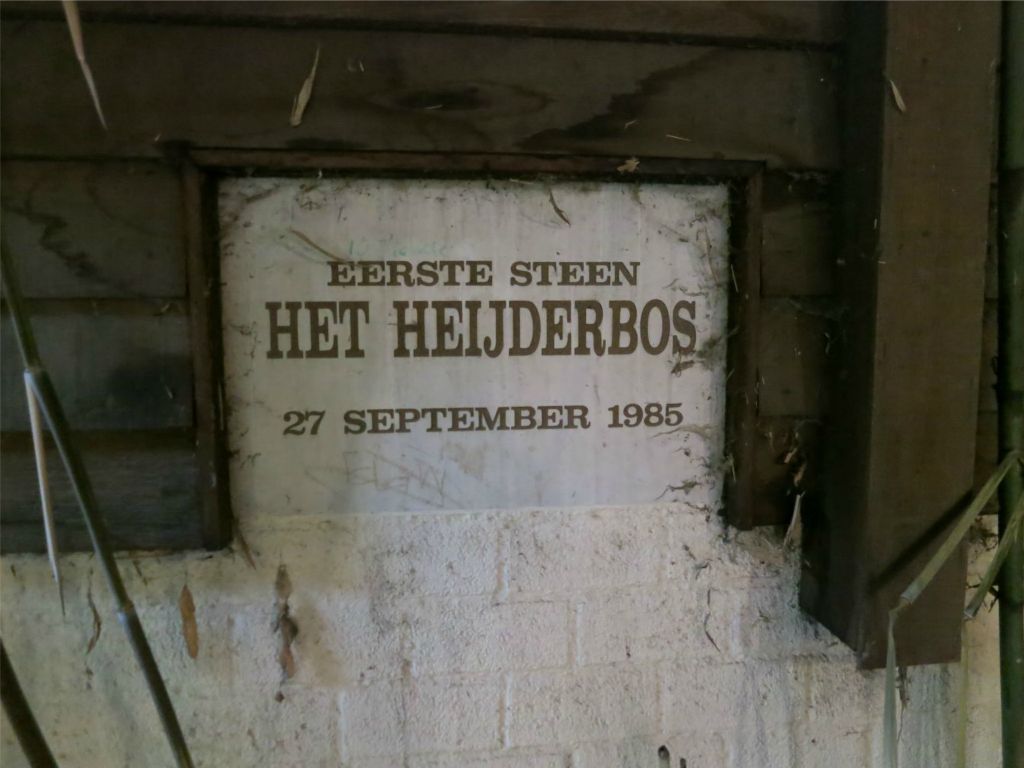 EERSTE STEEN
HET HEIJDERBOS
27 SEPTEMBER 1985